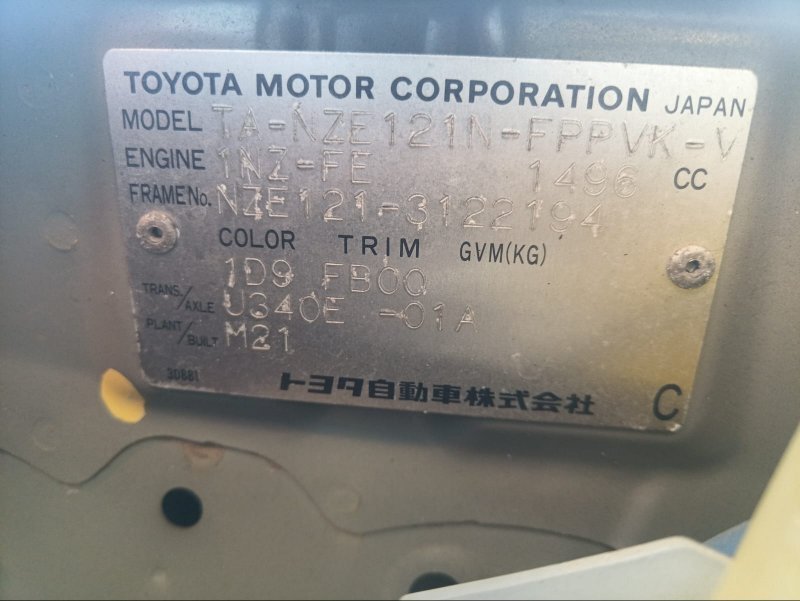 TOYOTA MOTOR CORPORATION JAPAN
MODEL TA-NZE121N-FPPVK-V
ENGINE 1NZ-FE 1496 CC
FRAME No. NZE121-3122194
COLOR TRIM GVM(KG)
1D9 FB00
TRANS/AXLE U340E -01A
PLANT/BUILT M21
30881
トヨタ自動車株式会社 C